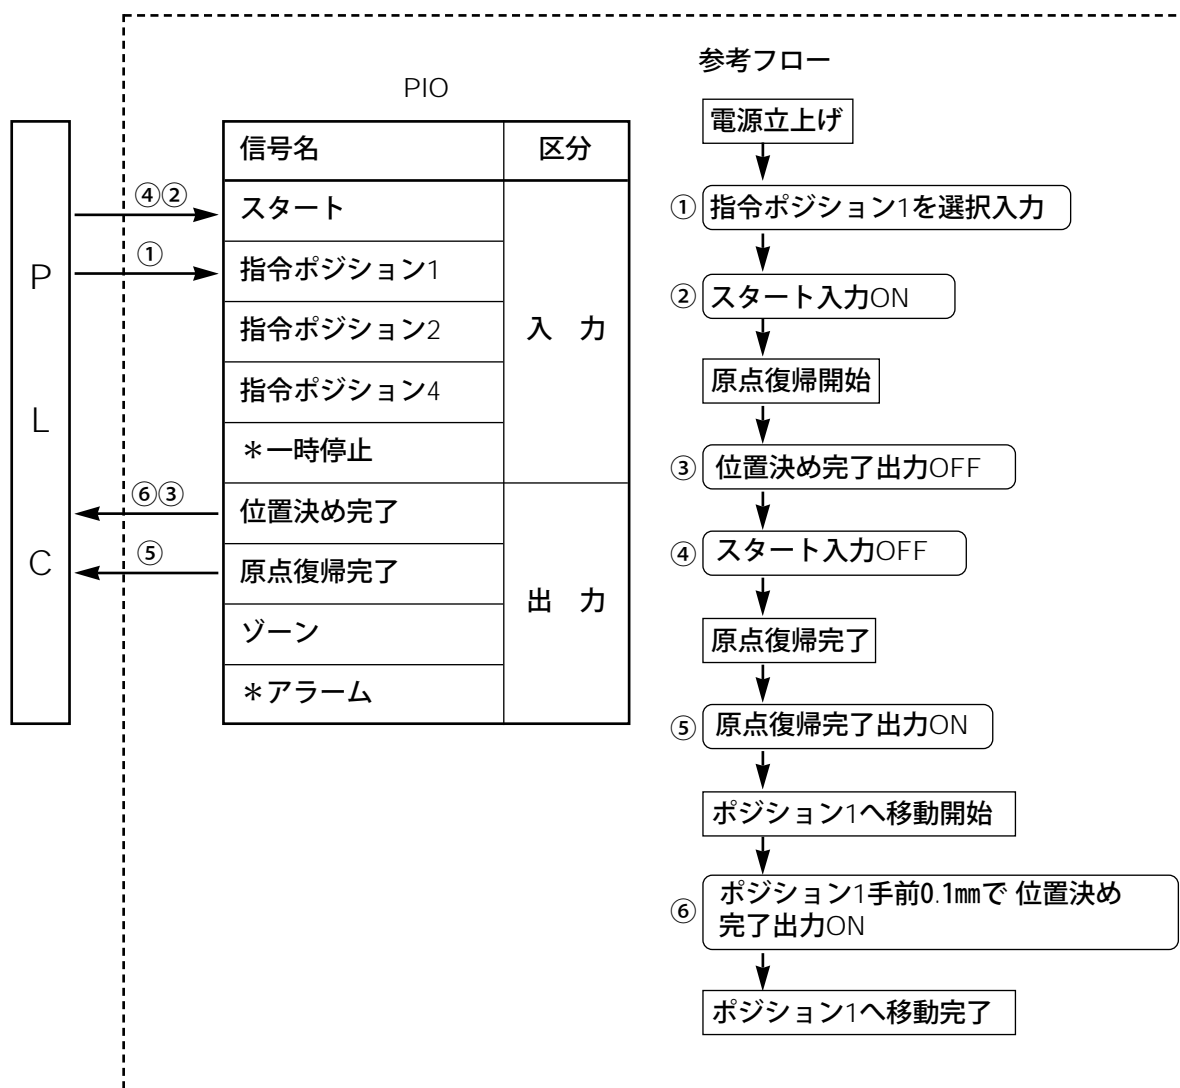 PIO
P
L
C
信号名 区分
④② スタート
① 指令ポジション1
指令ポジション2
指令ポジション4
＊一時停止
入 力
⑥③ 位置決め完了
⑤ 原点復帰完了
ゾーン
＊アラーム
出 力
参考フロー
電源立上げ
① 指令ポジション1を選択入力
② スタート入力ON
原点復帰開始
③ 位置決め完了出力OFF
④ スタート入力OFF
原点復帰完了
⑤ 原点復帰完了出力ON
ポジション1へ移動開始
⑥ ポジション1手前0.1㎜で 位置決め
完了出力ON
ポジション1へ移動完了